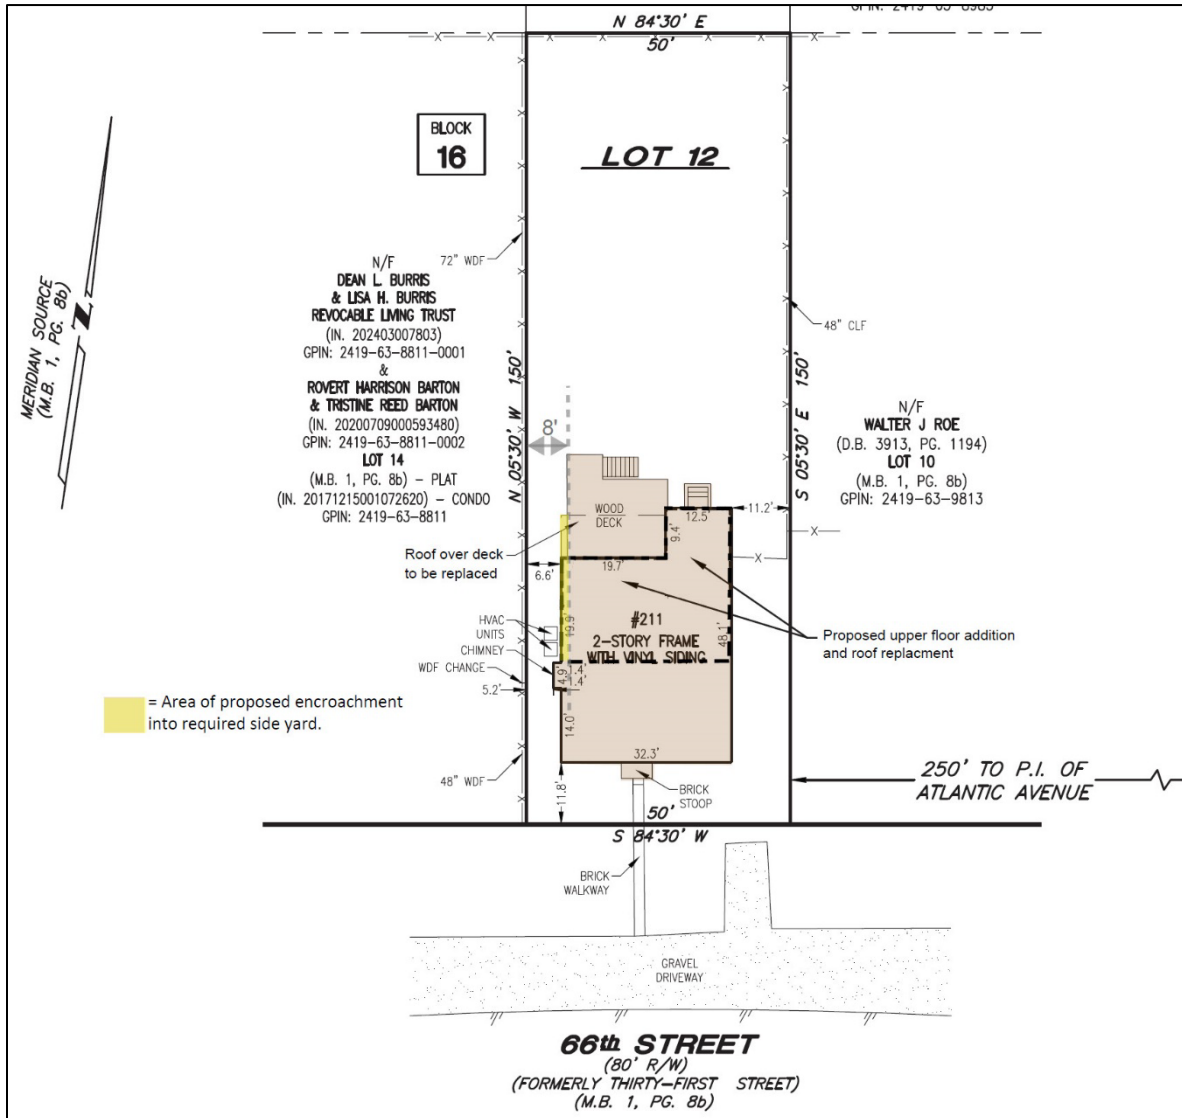 GPIN: 2419-63-8983
N 84°30' E
50'
BLOCK
16
LOT 12
MERIDIAN SOURCE
(M.B. 1, PG. 8b)
N
72" WDF
N/F
DEAN L. BURRIS
& LISA H. BURRIS
REVOCABLE LIVING TRUST
(IN. 202403007803)
GPIN: 2419-63-8811-0001
&
ROVERT HARRISON BARTON
& TRISTINE REED BARTON
(IN. 20200709000593480)
GPIN: 2419-63-8811-0002
LOT 14
(M.B. 1, PG. 8b) - PLAT
(IN. 20171215001072620) - CONDO
GPIN: 2419-63-8811
N 05°30' W 150'
8'
48" CLF
S 05°30' E 150'
N/F
WALTER J ROE
(D.B. 3913, PG. 1194)
LOT 10
(M.B. 1, PG. 8b)
GPIN: 2419-63-9813
WOOD
DECK
12.5'
11.2'
9.4'
Roof over deck
to be replaced
6.6'
19.7'
19.9'
HVAC
UNITS
CHIMNEY
WDF CHANGE
5.2'
#211
2-STORY FRAME
WITH VINYL SIDING
48.1'
Proposed upper floor addition
and roof replacment
4.9'
1.4'
1.4'
14.0'
= Area of proposed encroachment
into required side yard.
32.3'
48" WDF
11.8'
BRICK
STOOP
250' TO P.I. OF
ATLANTIC AVENUE
50'
S 84°30' W
BRICK
WALKWAY
GRAVEL
DRIVEWAY
66th STREET
(80' R/W)
(FORMERLY THIRTY-FIRST STREET)
(M.B. 1, PG. 8b)